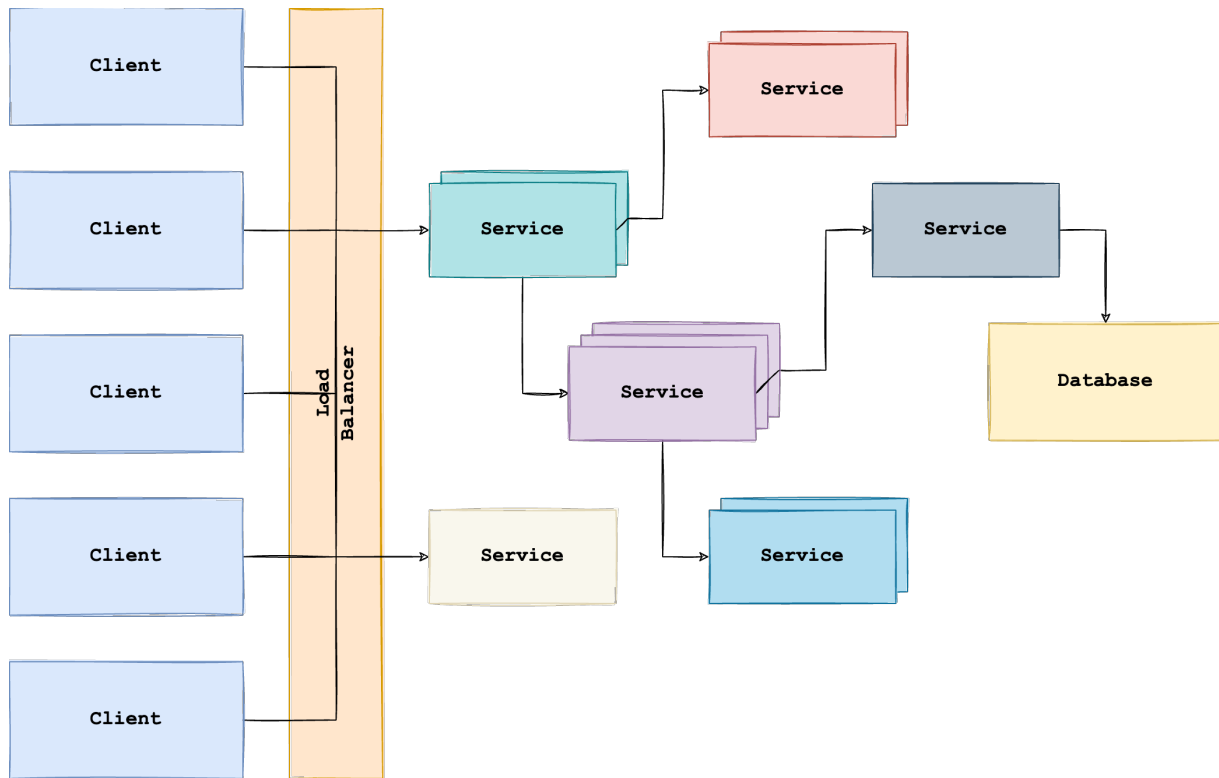 Client
Service
Client
Service
Service
Load
Balancer
Client
Service
Database
Client
Service
Service
Client